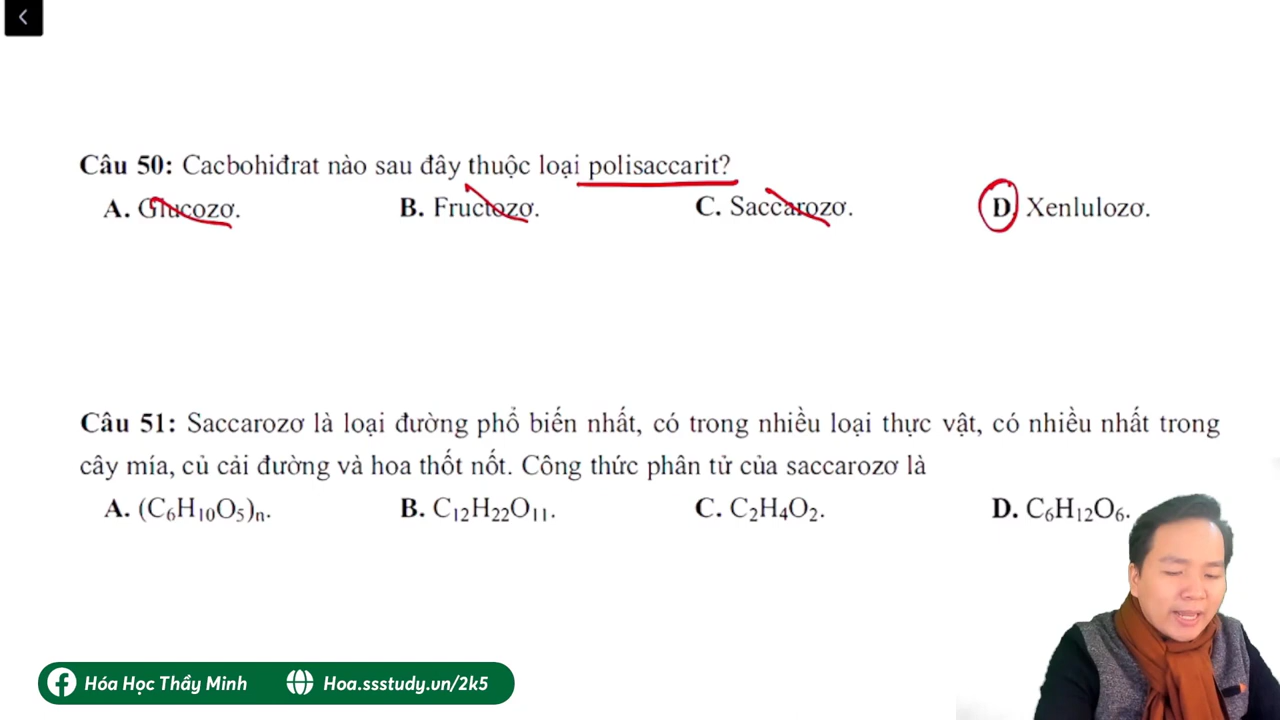 Câu 50: Cacbohiđrat nào sau đây thuộc loại polisaccarit?
A. Glucozơ. B. Fructozơ. C. Saccarozơ. D. Xenlulozơ.
Câu 51: Saccarozơ là loại đường phổ biến nhất, có trong nhiều loại thực vật, có nhiều nhất trong
cây mía, củ cải đường và hoa thốt nốt. Công thức phân tử của saccarozơ là
A. (C₆H₁₀O₅)ₙ. B. C₁₂H₂₂O₁₁. C. C₂H₄O₂. D. C₆H₁₂O₆.
Hóa Học Thầy Minh Hoa.ssstudy.vn/2k5